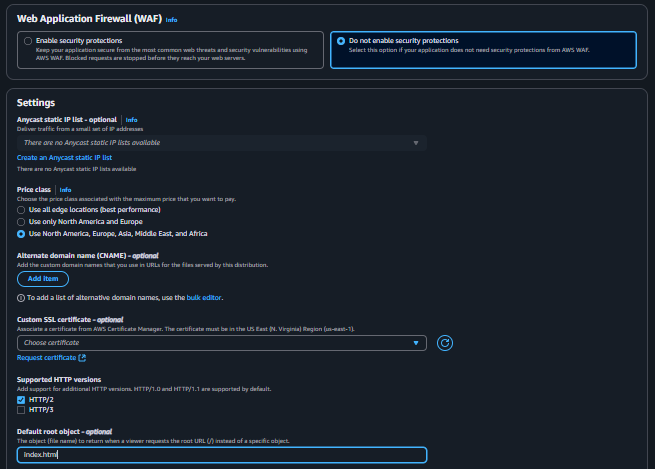 Web Application Firewall (WAF) Info
Enable security protections
Keep your application secure from the most common web threats and security vulnerabilities using
AWS WAF. Blocked requests are stopped before they reach your web servers.
Do not enable security protections
Select this option if your application does not need security protections from AWS WAF.
Settings
Anycast static IP list - optional Info
Deliver traffic from a small set of IP addresses
There are no Anycast static IP lists available
Create an Anycast static IP list
There are no Anycast static IP lists available
Price class Info
Choose the price class associated with the maximum price that you want to pay.
Use all edge locations (best performance)
Use only North America and Europe
Use North America, Europe, Asia, Middle East, and Africa
Alternate domain name (CNAME) - optional
Add the custom domain names that you use in URLs for the files served by this distribution.
Add item
To add a list of alternative domain names, use the bulk editor.
Custom SSL certificate - optional
Associate a certificate from AWS Certificate Manager. The certificate must be in the US East (N. Virginia) Region (us-east-1).
Choose certificate
Request certificate
Supported HTTP versions
Add support for additional HTTP versions. HTTP/1.0 and HTTP/1.1 are supported by default.
HTTP/2
HTTP/3
Default root object - optional
The object (file name) to return when a viewer requests the root URL (/) instead of a specific object.
index.html